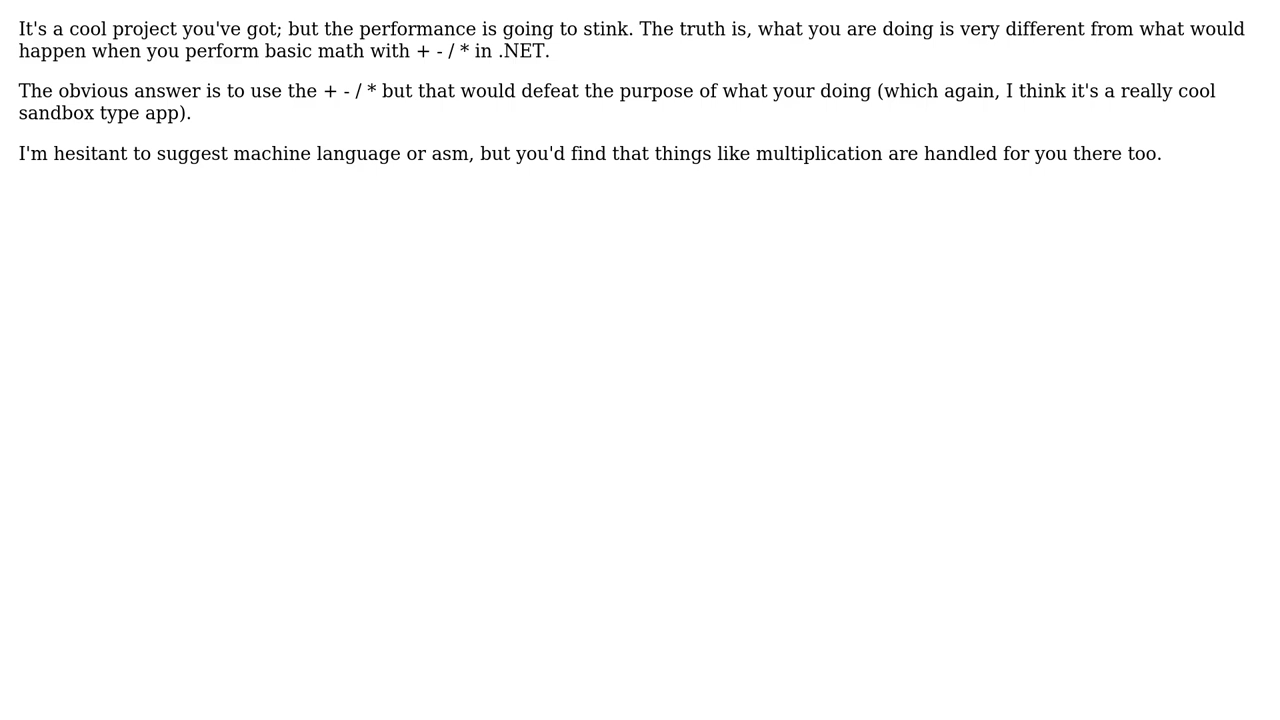 It's a cool project you've got; but the performance is going to stink. The truth is, what you are doing is very different from what would
happen when you perform basic math with + - / * in .NET.
The obvious answer is to use the + - / * but that would defeat the purpose of what your doing (which again, I think it's a really cool
sandbox type app).
I'm hesitant to suggest machine language or asm, but you'd find that things like multiplication are handled for you there too.